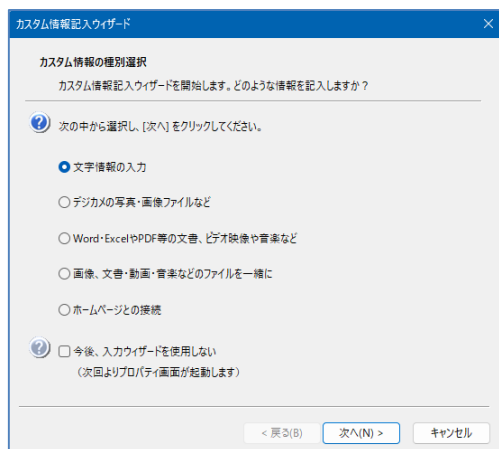 カスタム情報記入ウィザード
カスタム情報の種別選択
カスタム情報記入ウィザードを開始します。どのような情報を記入しますか？
次の中から選択し、[次へ] をクリックしてください。
文字情報の入力
デジカメの写真・画像ファイルなど
Word・ExcelやPDF等の文書、ビデオ映像や音楽など
画像、文書・動画・音楽などのファイルを一緒に
ホームページとの接続
今後、入力ウィザードを使用しない
（次回よりプロパティ画面が起動します）
< 戻る(B) 次へ(N) > キャンセル